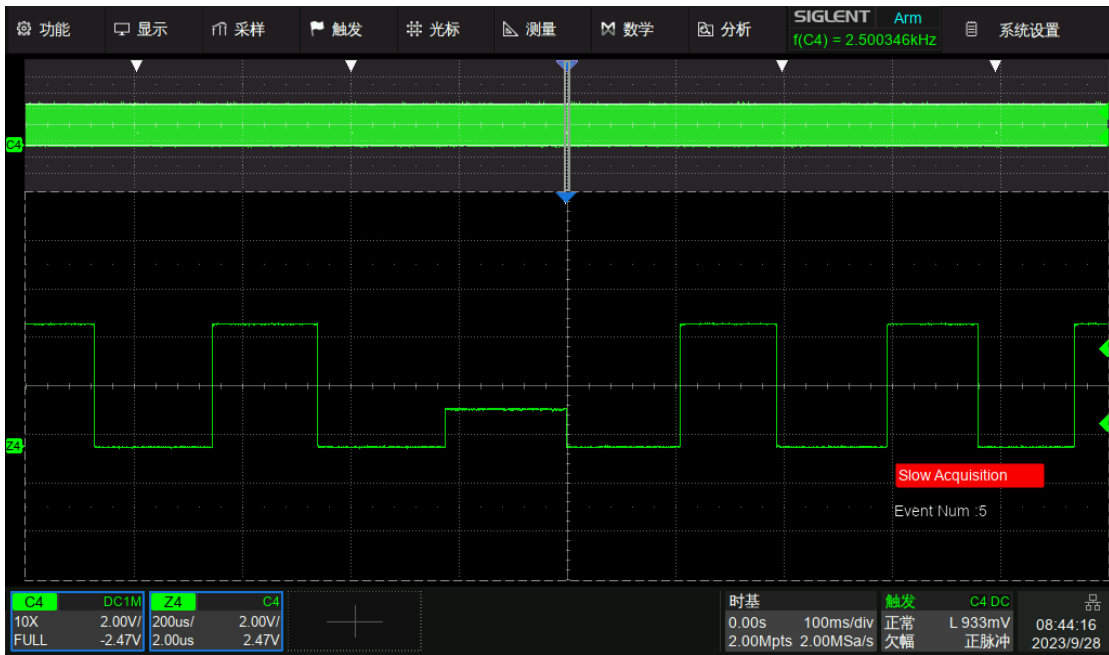 功能 显示 采样 触发 光标 测量 数学 分析 SIGLENT Arm 系统设置
f(C4) = 2.500346kHz
C4
Z4
Slow Acquisition
Event Num :5
C4 DC1M Z4 C4 时基 触发 C4 DC
10X 2.00V/ 200us/ 2.00V/ 0.00s 100ms/div 正常 L 933mV 08:44:16
FULL -2.47V 2.00us 2.47V 2.00Mpts 2.00MSa/s 欠幅 正脉冲 2023/9/28